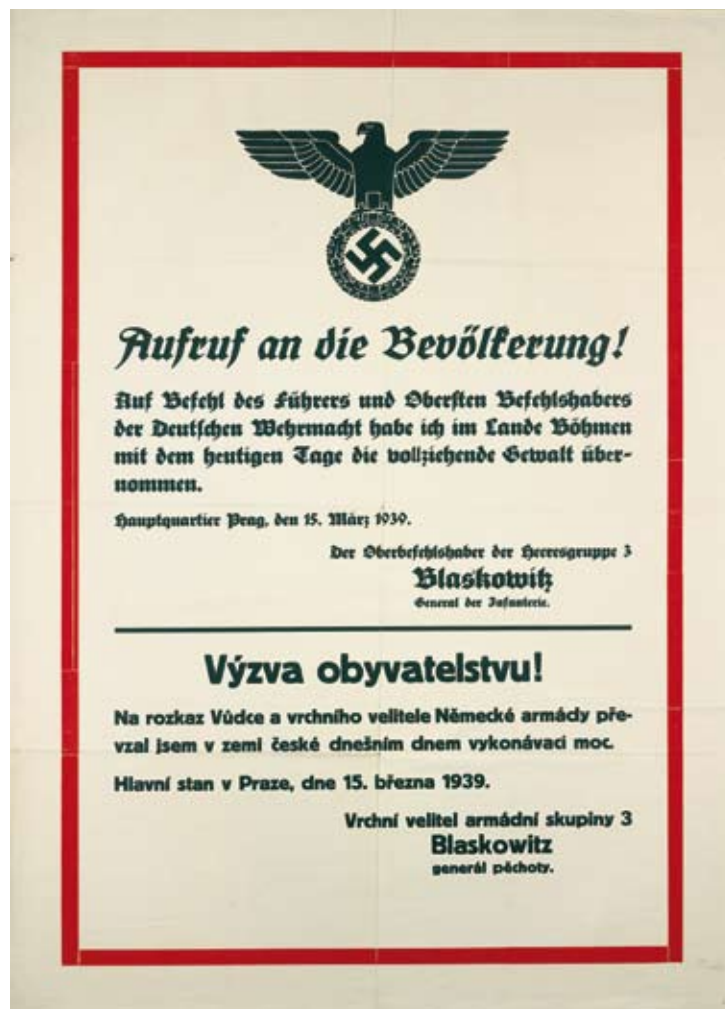 Aufruf an die Bevölkerung!
Auf Befehl des Führers und Obersten Befehlshabers
der Deutschen Wehrmacht habe ich im Lande Böhmen
mit dem heutigen Tage die vollziehende Gewalt über-
nommen.
Hauptquartier Prag, den 15. März 1939.
Der Oberbefehlshaber der Heeresgruppe 3
Blaskowitz
General der Infanterie.
Výzva obyvatelstvu!
Na rozkaz Vůdce a vrchního velitele Německé armády pře-
vzal jsem v zemi české dnešním dnem vykonávací moc.
Hlavní stan v Praze, dne 15. března 1939.
Vrchní velitel armádní skupiny 3
Blaskowitz
generál pěchoty.